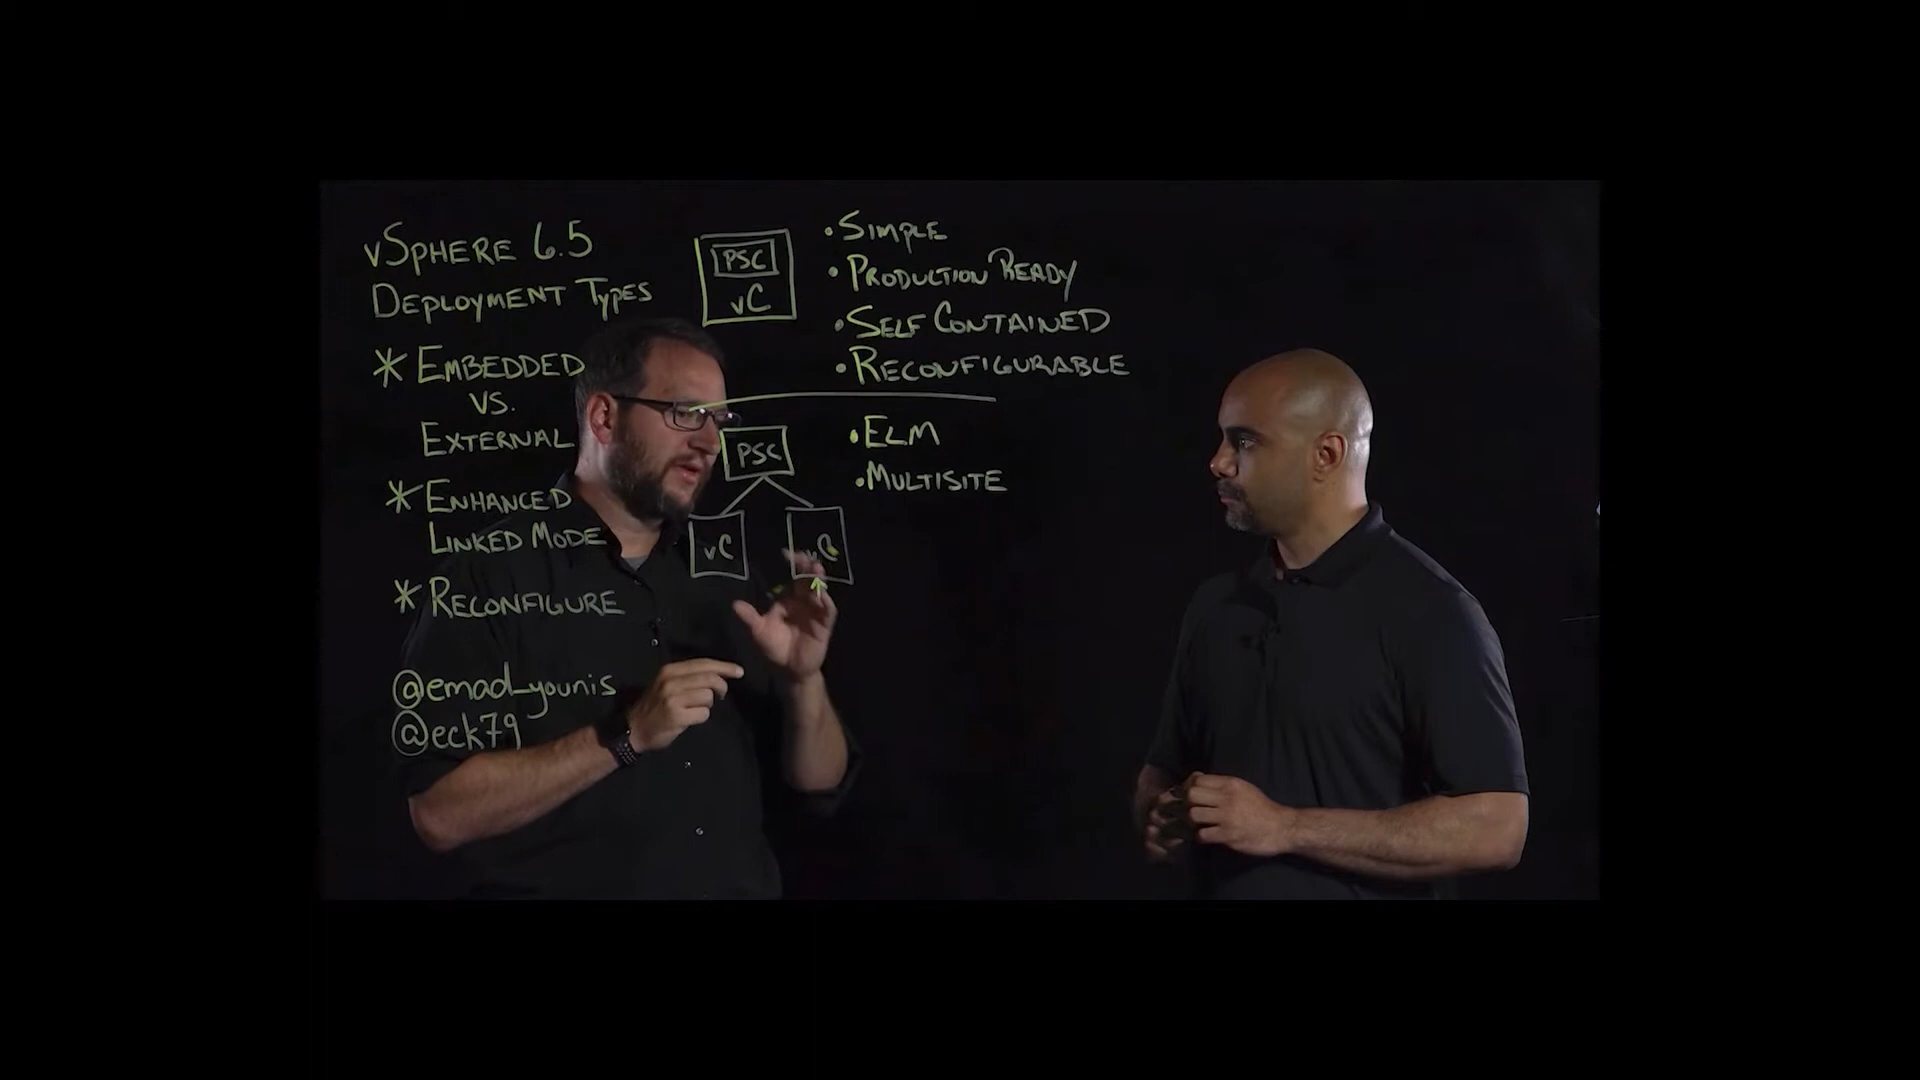 vSPHERE 6.5
DEPLOYMENT TYPES
* EMBEDDED
VS.
EXTERNAL
* ENHANCED
LINKED MODE
* RECONFIGURE
@emad_younis
@eck79
PSC
vC
• SIMPLE
• PRODUCTION READY
• SELF CONTAINED
• RECONFIGURABLE
PSC
vC
vC
• ELM
• MULTISITE